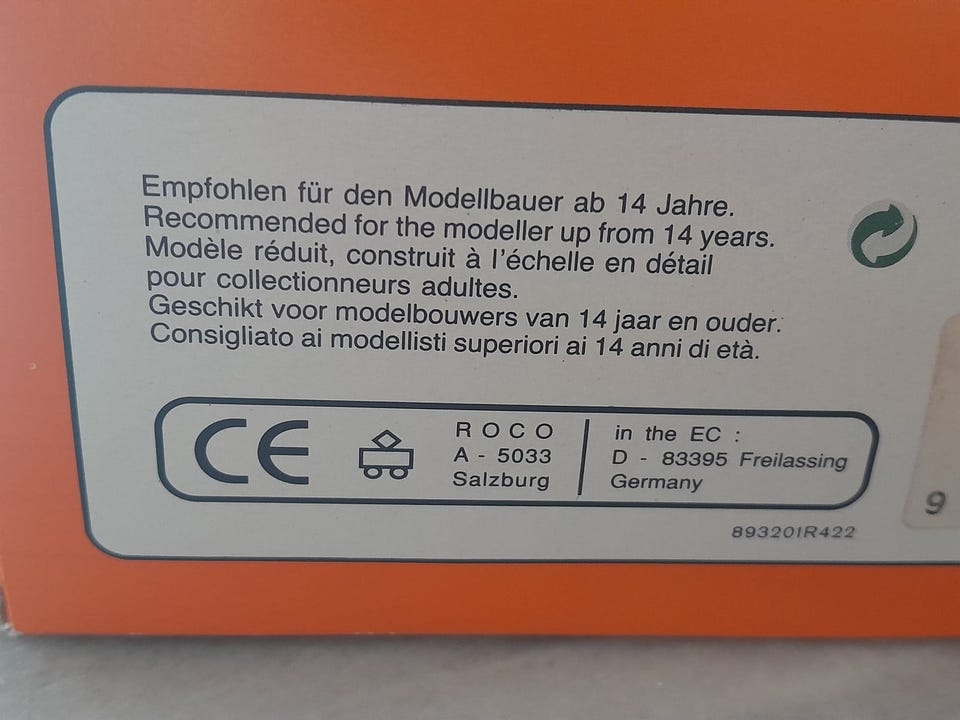 Empfohlen für den Modellbauer ab 14 Jahre.
Recommended for the modeller up from 14 years.
Modèle réduit, construit à l'échelle en détail
pour collectionneurs adultes.
Geschikt voor modelbouwers van 14 jaar en ouder.
Consigliato ai modellisti superiori ai 14 anni di età.
CE
ROCO
A - 5033
Salzburg
in the EC :
D - 83395 Freilassing
Germany
893201R422
9